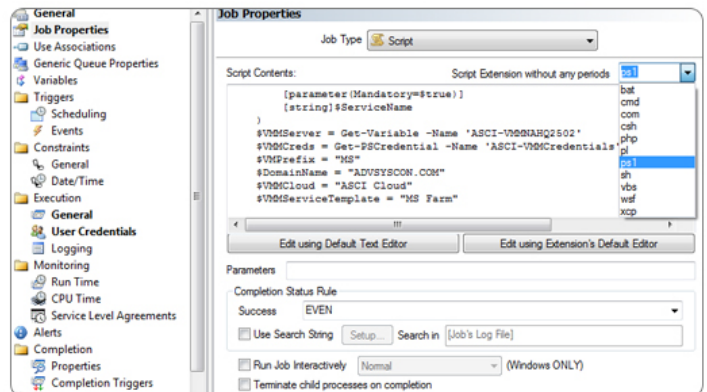 General
Job Properties
Use Associations
Generic Queue Properties
Variables
Triggers
Scheduling
Events
Constraints
General
Date/Time
Execution
General
User Credentials
Logging
Monitoring
Run Time
CPU Time
Service Level Agreements
Alerts
Completion
Properties
Completion Triggers
Job Properties
Job Type Script
Script Contents: Script Extension without any periods ps1
[parameter(Mandatory=$true)]
[string]$ServiceName
)
$VMMServer = Get-Variable -Name 'ASCI-VMMNAHQ2502'
$VMMCreds = Get-PSCredential -Name 'ASCI-VMMCredentials'
$VMPrefix = "MS"
$DomainName = "ADVSYSCON.COM"
$VMMCloud = "ASCI Cloud"
$VMMServiceTemplate = "MS Farm"
bat
cmd
com
csh
php
pl
ps1
sh
vbs
wsf
xcp
Edit using Default Text Editor Edit using Extension's Default Editor
Parameters
Completion Status Rule
Success EVEN
Use Search String Setup... Search in [Job's Log File]
Run Job Interactively Normal (Windows ONLY)
Terminate child processes on completion